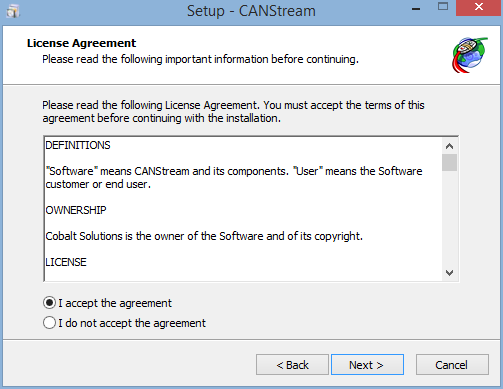 Setup - CANStream
License Agreement
Please read the following important information before continuing.
Please read the following License Agreement. You must accept the terms of this
agreement before continuing with the installation.
DEFINITIONS
"Software" means CANStream and its components. "User" means the Software
customer or end user.
OWNERSHIP
Cobalt Solutions is the owner of the Software and of its copyright.
LICENSE
I accept the agreement
I do not accept the agreement
< Back
Next >
Cancel